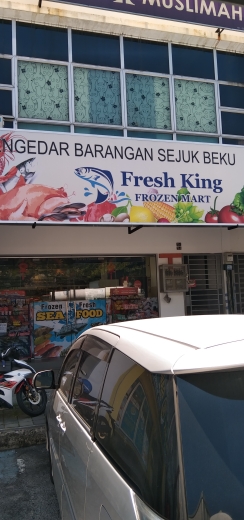 MUSLIMAH
NGEDAR BARANGAN SEJUK BEKU
Fresh King
FROZEN MART
Frozen Fresh
SEA FOOD